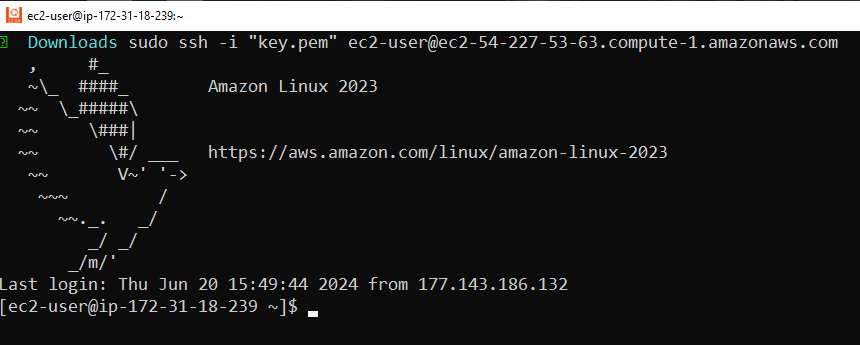 ec2-user@ip-172-31-18-239:~
Downloads sudo ssh -i "key.pem" ec2-user@ec2-54-227-53-63.compute-1.amazonaws.com
   ,     #_
   ~\_  ####_        Amazon Linux 2023
  ~~  \_#####\
  ~~     \###|
  ~~       \#/ ___   https://aws.amazon.com/linux/amazon-linux-2023
   ~~       V~' '->
    ~~~         /
      ~~._.   _/
         _/ _/
       _/m/'
Last login: Thu Jun 20 15:49:44 2024 from 177.143.186.132
[ec2-user@ip-172-31-18-239 ~]$